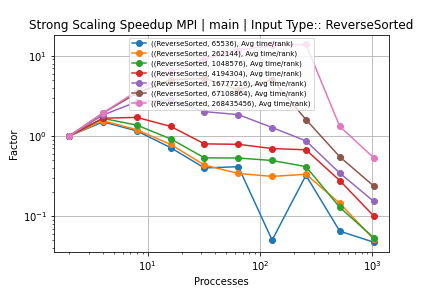 Strong Scaling Speedup MPI | main | Input Type:: ReverseSorted
((ReverseSorted, 65536), Avg time/rank)
((ReverseSorted, 262144), Avg time/rank)
((ReverseSorted, 1048576), Avg time/rank)
((ReverseSorted, 4194304), Avg time/rank)
((ReverseSorted, 16777216), Avg time/rank)
((ReverseSorted, 67108864), Avg time/rank)
((ReverseSorted, 268435456), Avg time/rank)
10¹
10⁰
10⁻¹
Factor
10¹ 10² 10³
Proccesses